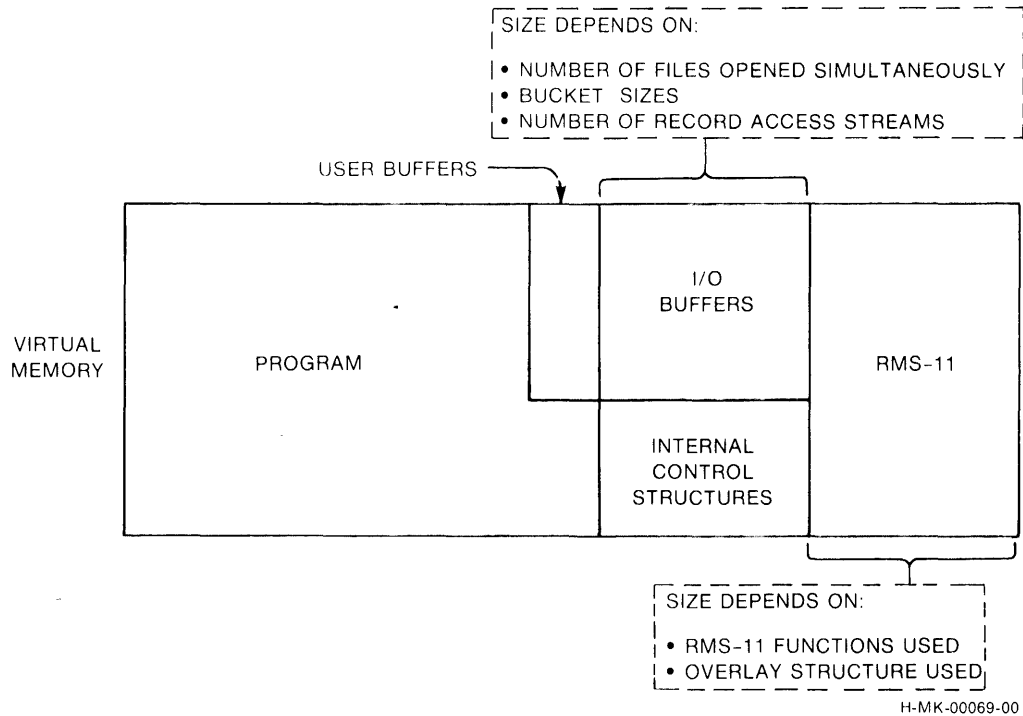 SIZE DEPENDS ON:
• NUMBER OF FILES OPENED SIMULTANEOUSLY
• BUCKET SIZES
• NUMBER OF RECORD ACCESS STREAMS
USER BUFFERS
I/O
BUFFERS
VIRTUAL
MEMORY
PROGRAM
RMS-11
INTERNAL
CONTROL
STRUCTURES
SIZE DEPENDS ON:
• RMS-11 FUNCTIONS USED
• OVERLAY STRUCTURE USED
H-MK-00069-00